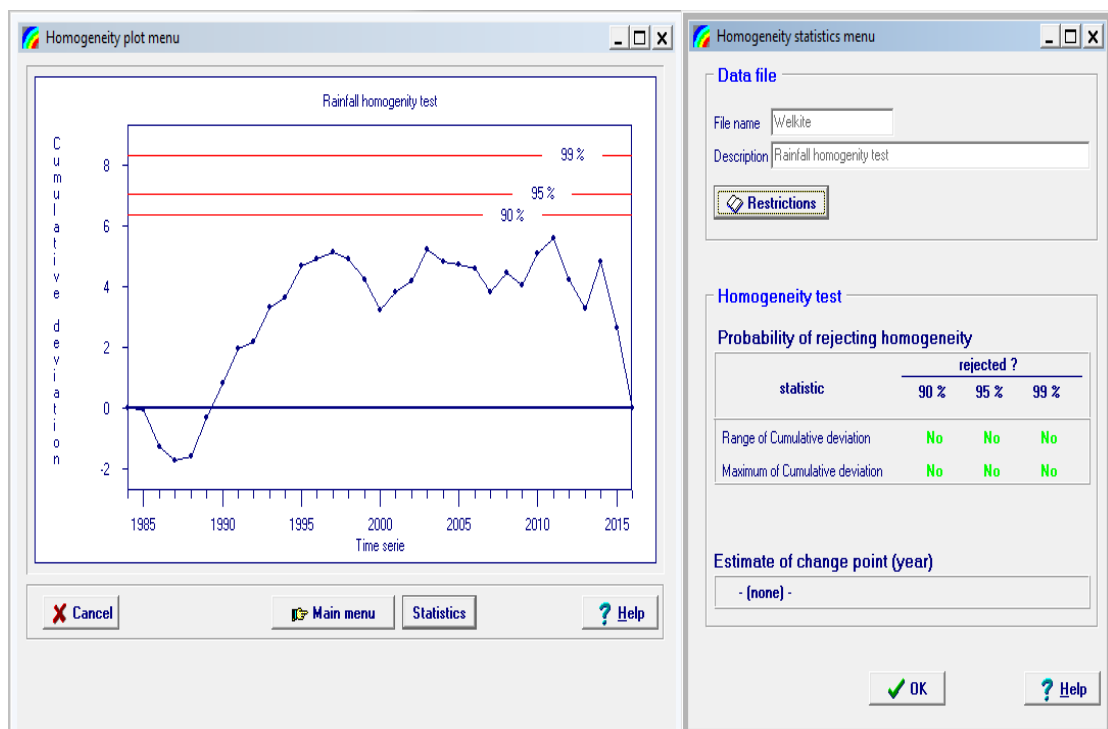 Homogeneity plot menu
Rainfall homogenity test
Cumulative deviation
8
6
4
2
0
-2
99 %
95 %
90 %
1985 1990 1995 2000 2005 2010 2015
Time serie
Cancel
Main menu
Statistics
? Help
Homogeneity statistics menu
Data file
File name Welkite
Description Rainfall homogenity test
Restrictions
Homogeneity test
Probability of rejecting homogeneity
rejected ?
statistic 90 % 95 % 99 %
Range of Cumulative deviation No No No
Maximum of Cumulative deviation No No No
Estimate of change point (year)
- (none) -
OK
? Help